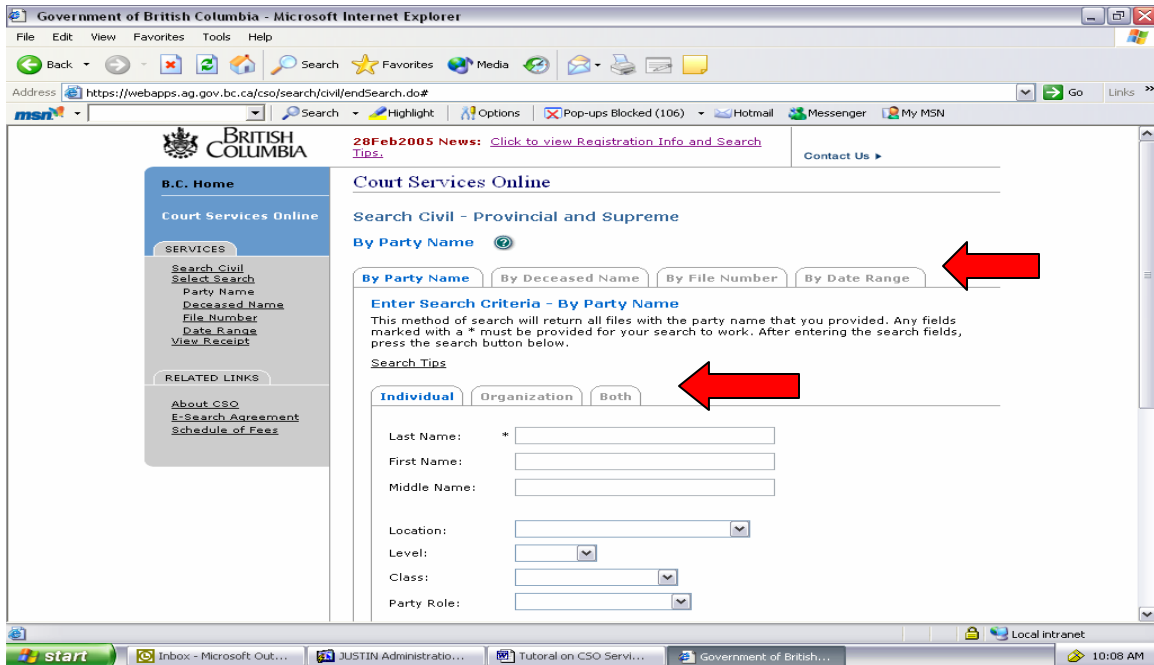 Government of British Columbia - Microsoft Internet Explorer
File Edit View Favorites Tools Help
Back Search Favorites Media
Address https://webapps.ag.gov.bc.ca/cso/search/civil/endSearch.do# Go Links »
msn Search Highlight Options Pop-ups Blocked (106) Hotmail Messenger My MSN
BRITISH COLUMBIA
28Feb2005 News: Click to view Registration Info and Search Tips.
Contact Us
B.C. Home
Court Services Online
SERVICES
Search Civil
Select Search
Party Name
Deceased Name
File Number
Date Range
View Receipt
RELATED LINKS
About CSO
E-Search Agreement
Schedule of Fees
Court Services Online
Search Civil - Provincial and Supreme
By Party Name ?
By Party Name By Deceased Name By File Number By Date Range
Enter Search Criteria - By Party Name
This method of search will return all files with the party name that you provided. Any fields
marked with a * must be provided for your search to work. After entering the search fields,
press the search button below.
Search Tips
Individual Organization Both
Last Name: *
First Name:
Middle Name:
Location:
Level:
Class:
Party Role:
Local intranet
start Inbox - Microsoft Out... JUSTIN Administratio... Tutoral on CSO Servi... Government of British... 10:08 AM